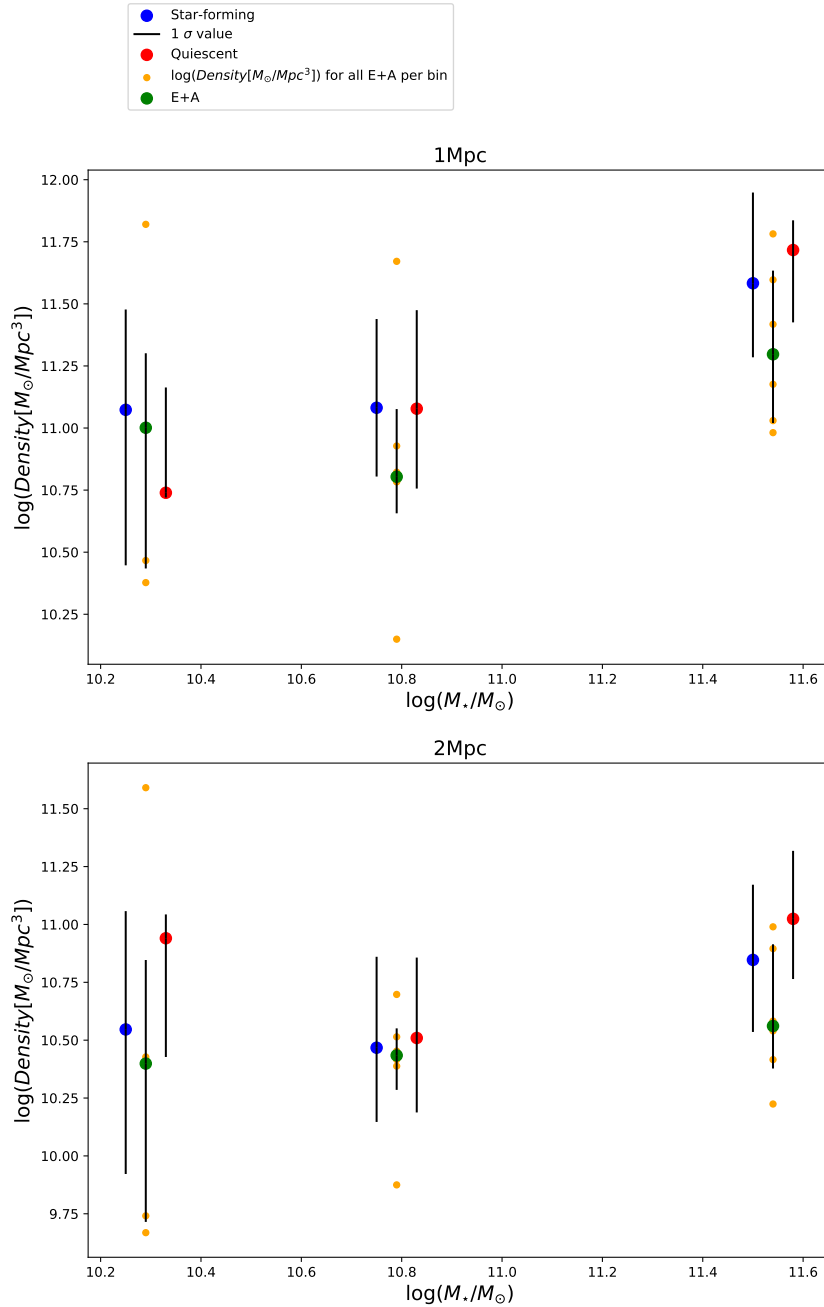 Star-forming
1 σ value
Quiescent
log(Density[M☉/Mpc³]) for all E+A per bin
E+A
1Mpc
12.00
11.75
11.50
11.25
11.00
10.75
10.50
10.25
log(Density[M☉/Mpc³])
10.2 10.4 10.6 10.8 11.0 11.2 11.4 11.6
log(M⋆/M☉)
2Mpc
11.50
11.25
11.00
10.75
10.50
10.25
10.00
9.75
log(Density[M☉/Mpc³])
10.2 10.4 10.6 10.8 11.0 11.2 11.4 11.6
log(M⋆/M☉)